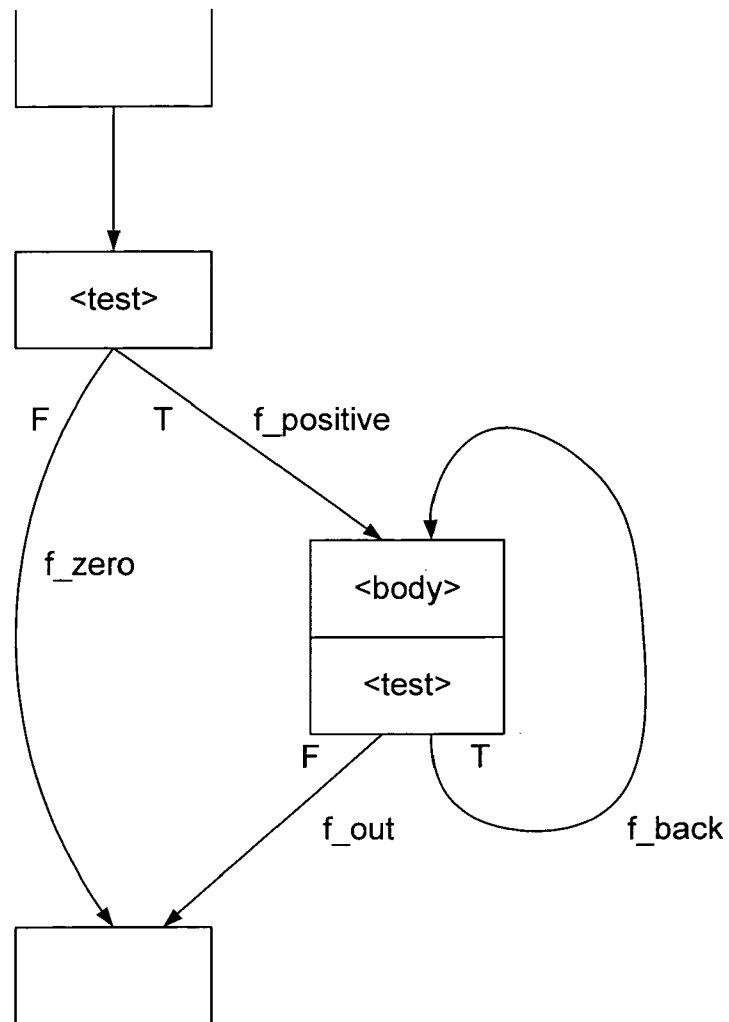 <test>
F
T
f_positive
f_zero
<body>
<test>
F
T
f_out
f_back